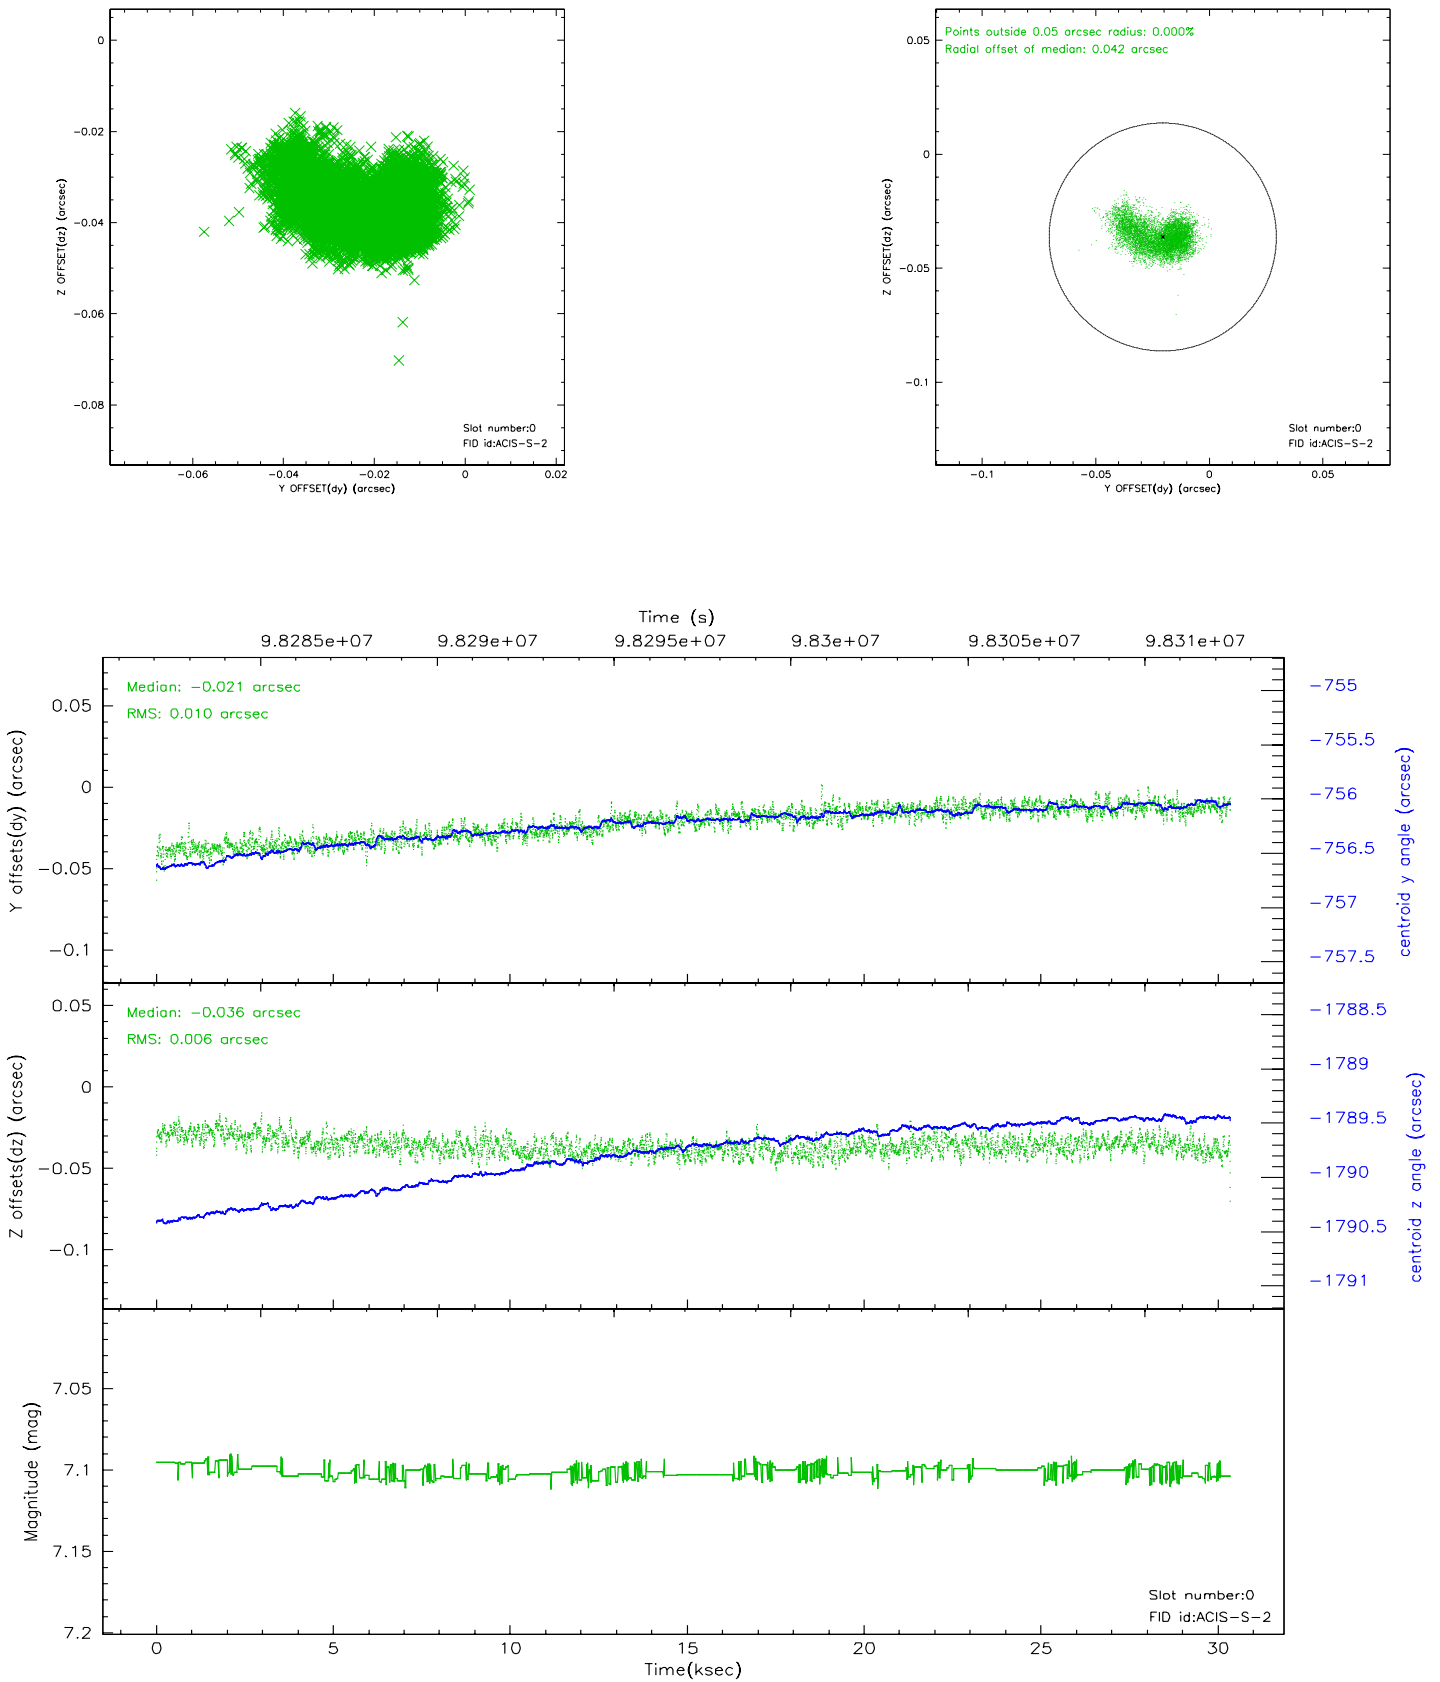 0
−0.02
−0.04
−0.06
−0.08
Z OFFSET(dz) (arcsec)
Slot number:0
FID id:ACIS−S−2
−0.06 −0.04 −0.02 0 0.02
Y OFFSET(dy) (arcsec)
Points outside 0.05 arcsec radius: 0.000%
Radial offset of median: 0.042 arcsec
0.05
0
−0.05
−0.1
Z OFFSET(dz) (arcsec)
Slot number:0
FID id:ACIS−S−2
−0.1 −0.05 0 0.05
Y OFFSET(dy) (arcsec)
Time (s)
9.8285e+07 9.829e+07 9.8295e+07 9.83e+07 9.8305e+07 9.831e+07
Median: −0.021 arcsec
RMS: 0.010 arcsec
0.05
0
−0.05
−0.1
Y offsets(dy) (arcsec)
−755
−755.5
−756
−756.5
−757
−757.5
centroid y angle (arcsec)
Median: −0.036 arcsec
RMS: 0.006 arcsec
0.05
0
−0.05
−0.1
Z offsets(dz) (arcsec)
−1788.5
−1789
−1789.5
−1790
−1790.5
−1791
centroid z angle (arcsec)
7.05
7.1
7.15
7.2
Magnitude (mag)
Slot number:0
FID id:ACIS−S−2
0 5 10 15 20 25 30
Time(ksec)